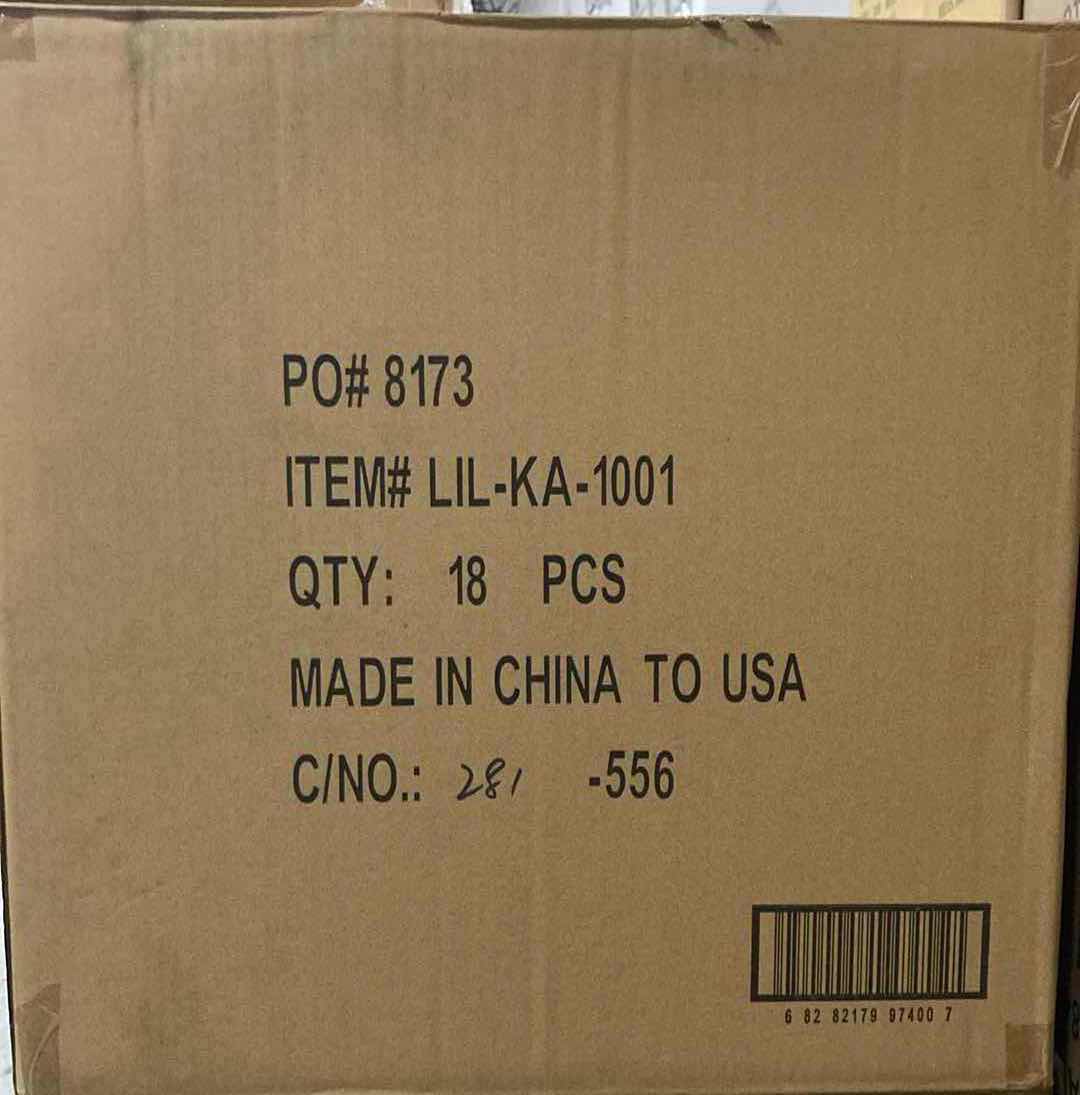 PO# 8173
ITEM# LIL-KA-1001
QTY: 18 PCS
MADE IN CHINA TO USA
C/NO.: 281 -556
6 82 82179 97400 7